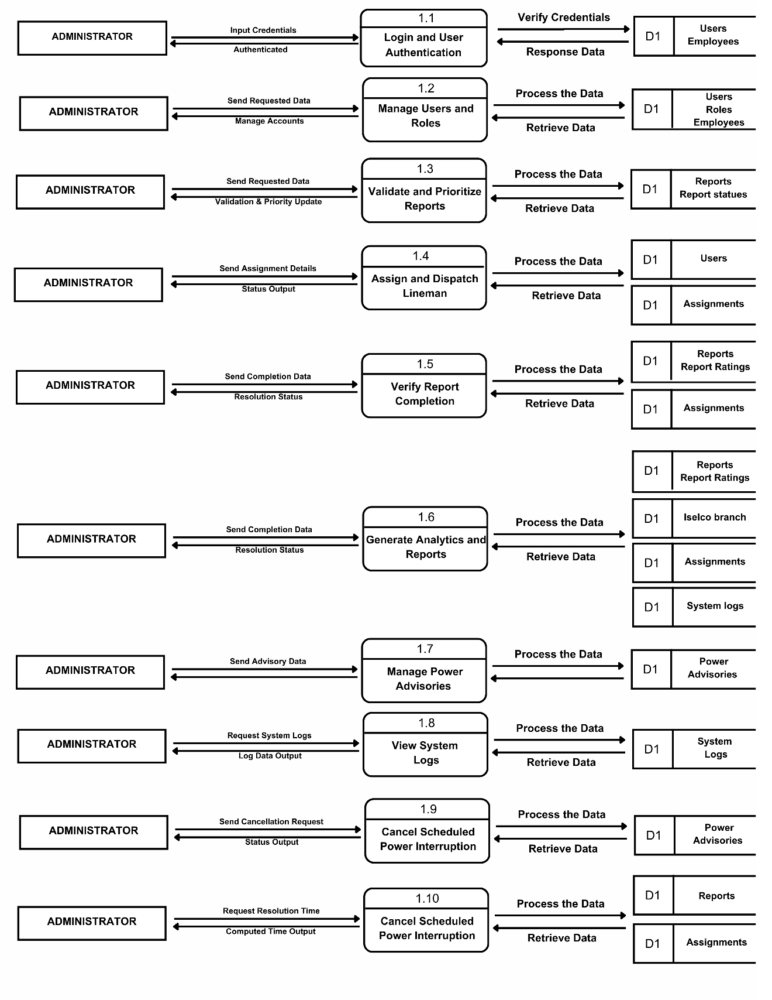 1.1
ADMINISTRATOR
Input Credentials
Authenticated
Login and User
Authentication
Verify Credentials
Response Data
D1
Users
Employees
1.2
ADMINISTRATOR
Send Requested Data
Manage Accounts
Manage Users and
Roles
Process the Data
Retrieve Data
D1
Users
Roles
Employees
1.3
ADMINISTRATOR
Send Requested Data
Validation & Priority Update
Validate and Prioritize
Reports
Process the Data
Retrieve Data
D1
Reports
Report statues
1.4
ADMINISTRATOR
Send Assignment Details
Status Output
Assign and Dispatch
Lineman
Process the Data
Retrieve Data
D1
Users
D1
Assignments
1.5
ADMINISTRATOR
Send Completion Data
Resolution Status
Verify Report
Completion
Process the Data
Retrieve Data
D1
Reports
Report Ratings
D1
Assignments
1.6
ADMINISTRATOR
Send Completion Data
Resolution Status
Generate Analytics and
Reports
Process the Data
Retrieve Data
D1
Reports
Report Ratings
D1
Iselco branch
D1
Assignments
D1
System logs
1.7
ADMINISTRATOR
Send Advisory Data
Manage Power
Advisories
Process the Data
D1
Power
Advisories
1.8
ADMINISTRATOR
Request System Logs
Log Data Output
View System
Logs
Process the Data
Retrieve Data
D1
System
Logs
1.9
ADMINISTRATOR
Send Cancellation Request
Status Output
Cancel Scheduled
Power Interruption
Process the Data
Retrieve Data
D1
Power
Advisories
1.10
ADMINISTRATOR
Request Resolution Time
Computed Time Output
Cancel Scheduled
Power Interruption
Process the Data
Retrieve Data
D1
Reports
D1
Assignments